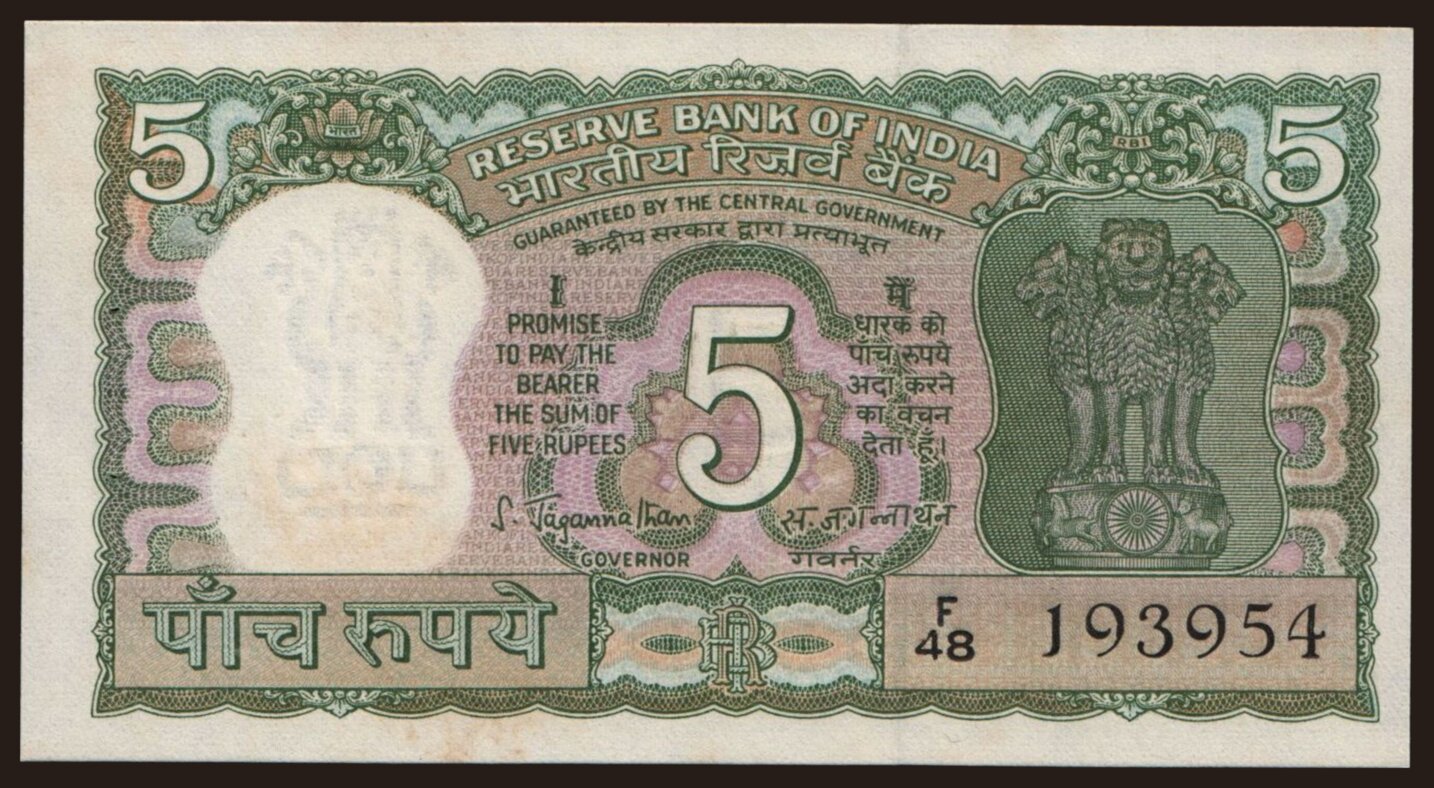 5
भारत
RBI
5
RESERVE BANK OF INDIA
भारतीय रिज़र्व बैंक
GUARANTEED BY THE CENTRAL GOVERNMENT
केन्द्रीय सरकार द्वारा प्रत्याभूत
I
PROMISE
TO PAY THE
BEARER
THE SUM OF
FIVE RUPEES
5
मैं
धारक को
पांच रुपये
अदा करने
का वचन
देता हूँ।
S. Jagannathan
स. जगन्नाथन
GOVERNOR
गवर्नर
पाँच रुपये
F
48
193954